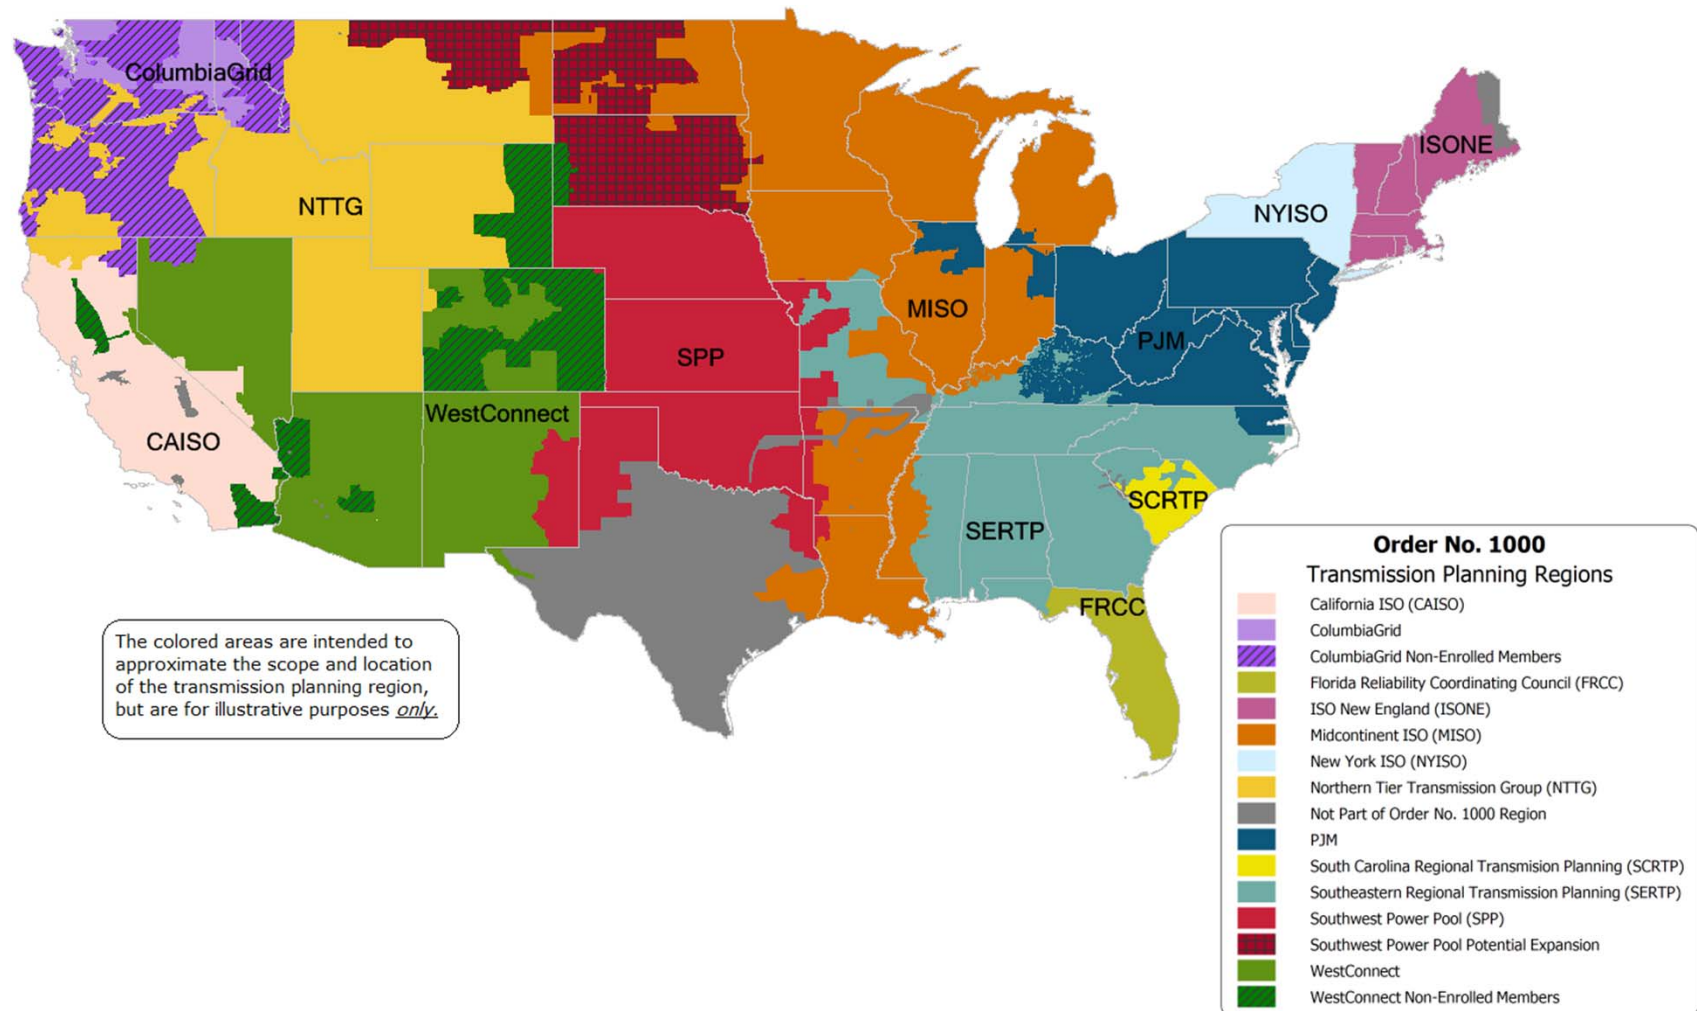 ColumbiaGrid
NTTG
ISONE
NYISO
MISO
PJM
SPP
WestConnect
CAISO
SCRTP
SERTP
FRCC
The colored areas are intended to
approximate the scope and location
of the transmission planning region,
but are for illustrative purposes only.
Order No. 1000
Transmission Planning Regions
California ISO (CAISO)
ColumbiaGrid
ColumbiaGrid Non-Enrolled Members
Florida Reliability Coordinating Council (FRCC)
ISO New England (ISONE)
Midcontinent ISO (MISO)
New York ISO (NYISO)
Northern Tier Transmission Group (NTTG)
Not Part of Order No. 1000 Region
PJM
South Carolina Regional Transmision Planning (SCRTP)
Southeastern Regional Transmission Planning (SERTP)
Southwest Power Pool (SPP)
Southwest Power Pool Potential Expansion
WestConnect
WestConnect Non-Enrolled Members